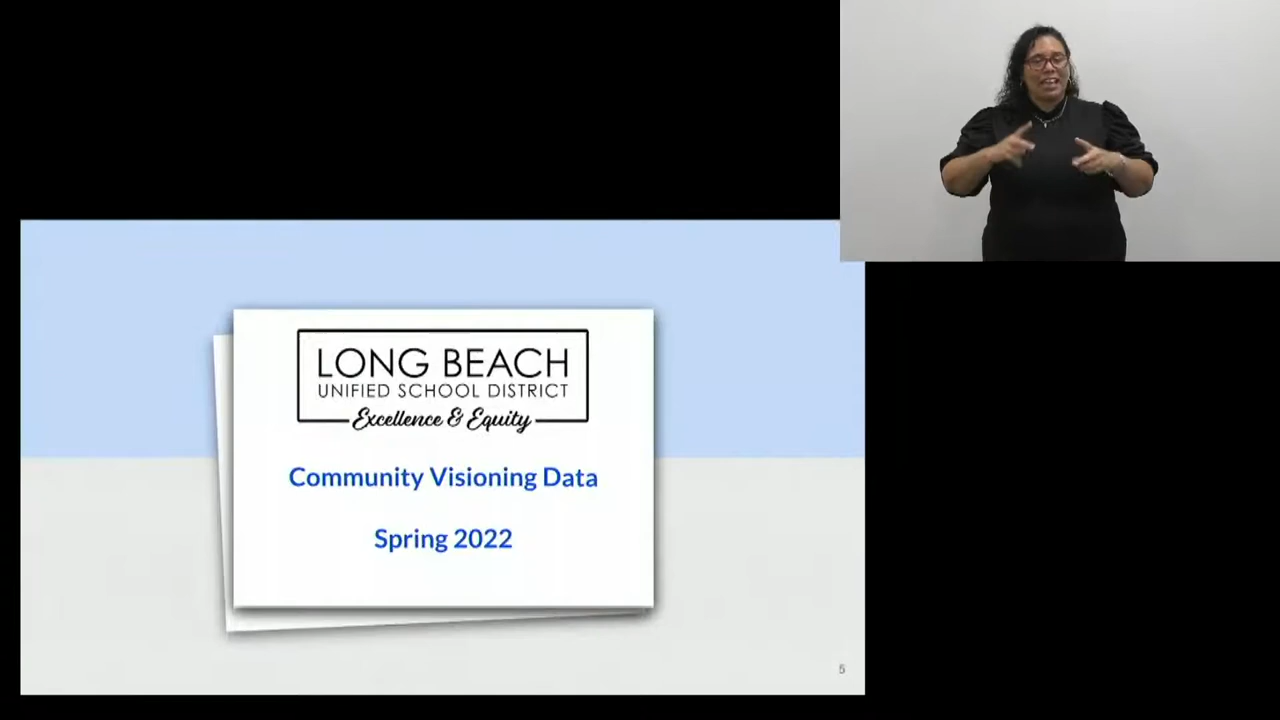 LONG BEACH
UNIFIED SCHOOL DISTRICT
Excellence & Equity
Community Visioning Data
Spring 2022
5